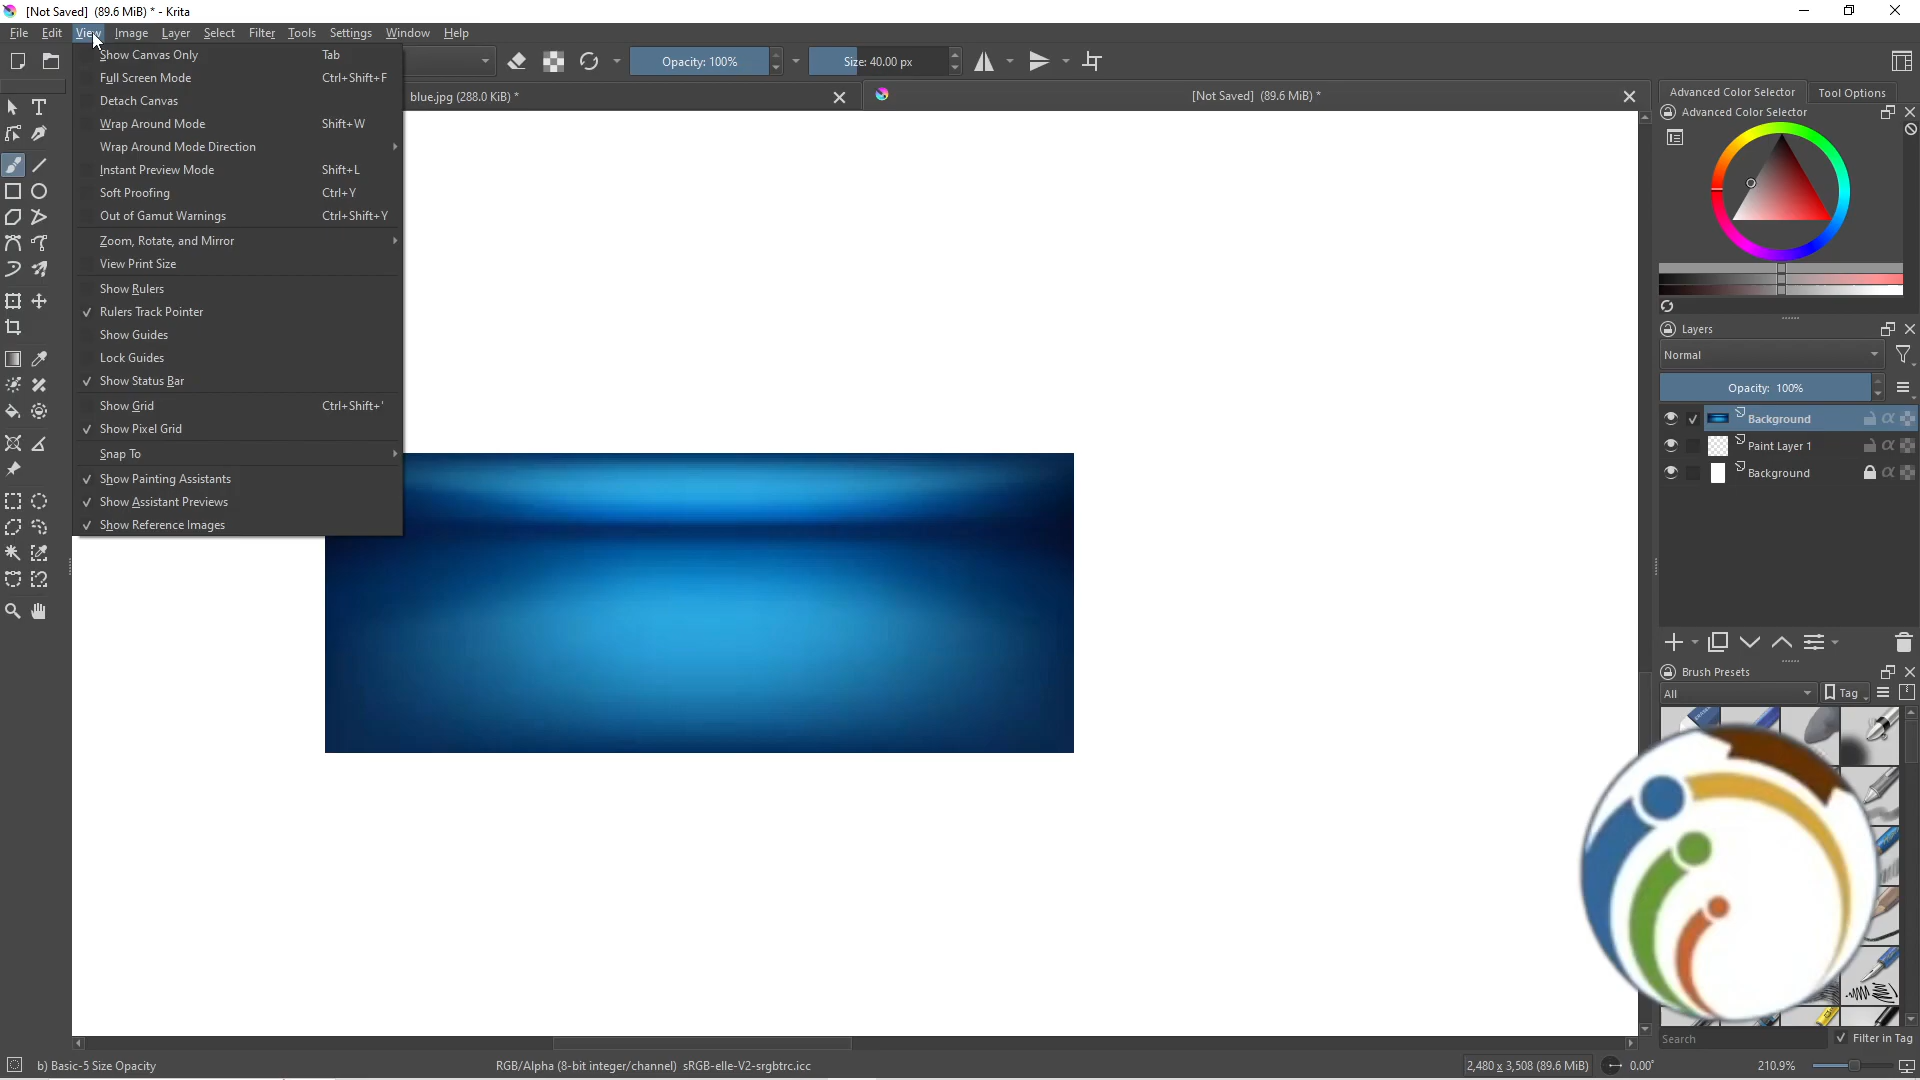 [Not Saved] (89.6 MiB) * - Krita
File Edit View Image Layer Select Filter Tools Settings Window Help
Opacity: 100%
Size: 40.00 px
blue.jpg (288.0 KiB) *
[Not Saved] (89.6 MiB) *
Show Canvas Only Tab
Full Screen Mode Ctrl+Shift+F
Detach Canvas
Wrap Around Mode Shift+W
Wrap Around Mode Direction
Instant Preview Mode Shift+L
Soft Proofing Ctrl+Y
Out of Gamut Warnings Ctrl+Shift+Y
Zoom, Rotate, and Mirror
View Print Size
Show Rulers
Rulers Track Pointer
Show Guides
Lock Guides
Show Status Bar
Show Grid Ctrl+Shift+'
Show Pixel Grid
Snap To
Show Painting Assistants
Show Assistant Previews
Show Reference Images
Advanced Color Selector Tool Options
Advanced Color Selector
Layers
Normal
Opacity: 100%
Background
Paint Layer 1
Background
Brush Presets
All
Tag
Search
Filter in Tag
b) Basic-5 Size Opacity
RGB/Alpha (8-bit integer/channel) sRGB-elle-V2-srgbtrc.icc
2,480 x 3,508 (89.6 MiB)
0.00°
210.9%